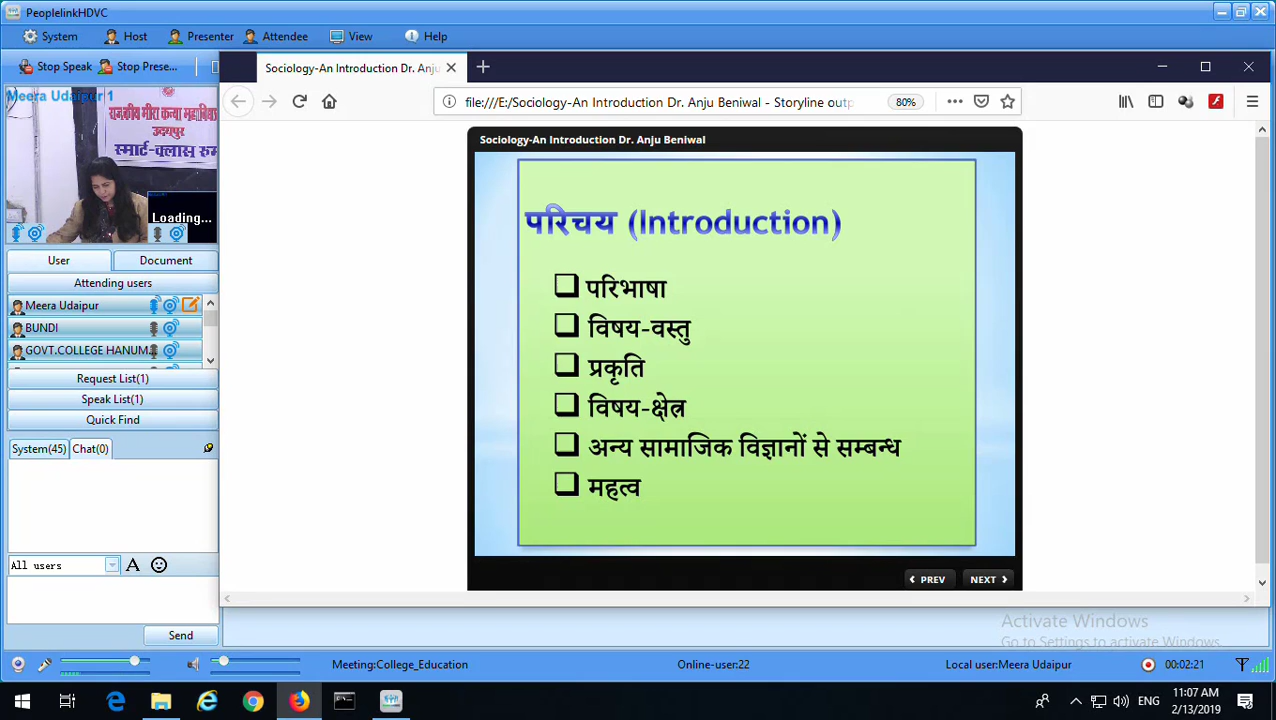 PeoplelinkHDVC
System Host Presenter Attendee View Help
Stop Speak Stop Prese...
Meera Udaipur 1
राजकीय मीरा कन्या महाविद्या
उदयपुर
स्मार्ट-क्लास रुम
Loading...
User Document
Attending users
Meera Udaipur
BUNDI
GOVT.COLLEGE HANUM
Request List(1)
Speak List(1)
Quick Find
System(45) Chat(0)
All users
A
Send
Sociology-An Introduction Dr. Anju
file:///E:/Sociology-An Introduction Dr. Anju Beniwal - Storyline outp
80%
Sociology-An Introduction Dr. Anju Beniwal
परिचय (Introduction)
परिभाषा
विषय-वस्तु
प्रकृति
विषय-क्षेत्र
अन्य सामाजिक विज्ञानों से सम्बन्ध
महत्व
PREV NEXT
Activate Windows
Go to Settings to activate Windows.
Meeting:College_Education Online-user:22 Local user:Meera Udaipur 00:02:21
ENG
11:07 AM
2/13/2019